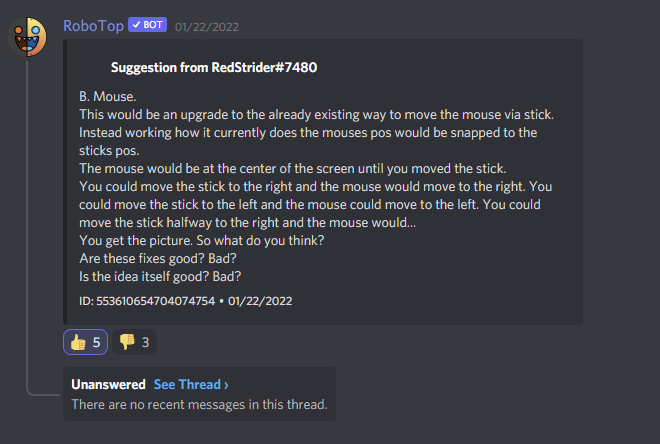 RoboTop ✓ BOT 01/22/2022
Suggestion from RedStrider#7480
B. Mouse.
This would be an upgrade to the already existing way to move the mouse via stick.
Instead working how it currently does the mouses pos would be snapped to the
sticks pos.
The mouse would be at the center of the screen until you moved the stick.
You could move the stick to the right and the mouse would move to the right. You
could move the stick to the left and the mouse could move to the left. You could
move the stick halfway to the right and the mouse would...
You get the picture. So what do you think?
Are these fixes good? Bad?
Is the idea itself good? Bad?
ID: 553610654704074754 • 01/22/2022
👍 5 👎 3
Unanswered See Thread ›
There are no recent messages in this thread.